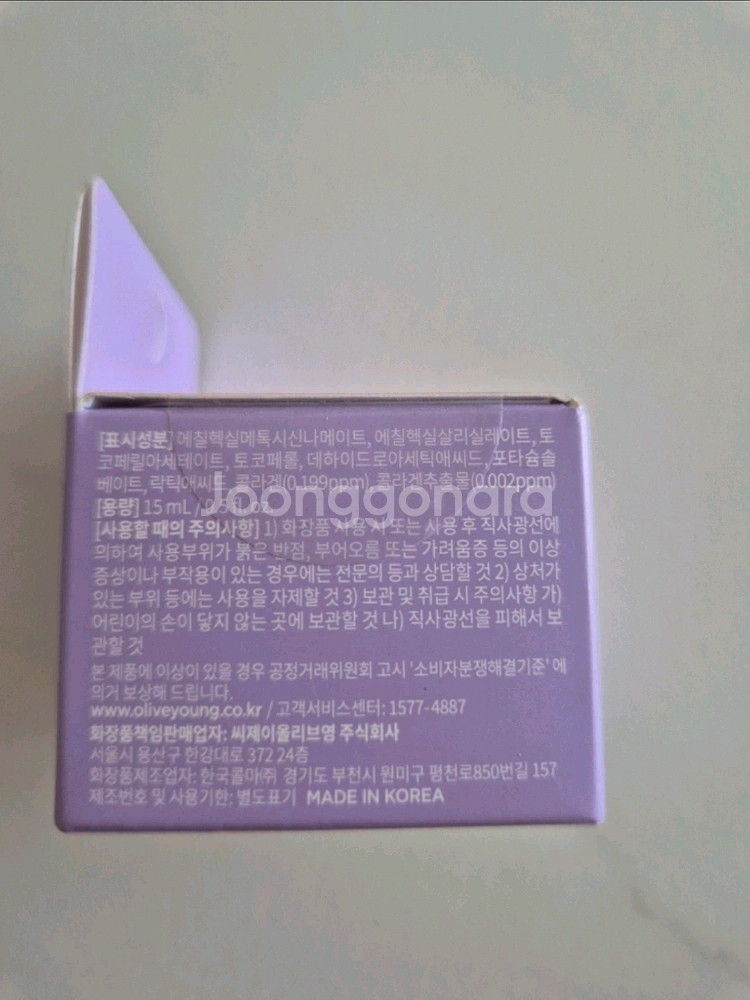 [표시성분] 에칠헥실메톡시신나메이트, 에칠헥실살리실레이트, 토
코페릴아세테이트, 토코페롤, 데하이드로아세틱애씨드, 포타슘솔
베이트, 락틱애씨드, 콜라겐(0.199ppm), 콜라겐추출물(0.002ppm)
Joonggonara
[용량] 15 mL / 0.5 fl. oz.
[사용할 때의 주의사항] 1) 화장품 사용 시 또는 사용 후 직사광선에
의하여 사용부위가 붉은 반점, 부어오름 또는 가려움증 등의 이상
증상이나 부작용이 있는 경우에는 전문의 등과 상담할 것 2) 상처가
있는 부위 등에는 사용을 자제할 것 3) 보관 및 취급 시 주의사항 가)
어린이의 손이 닿지 않는 곳에 보관할 것 나) 직사광선을 피해서 보
관할 것
본 제품에 이상이 있을 경우 공정거래위원회 고시 '소비자분쟁해결기준' 에
의거 보상해 드립니다.
www.oliveyoung.co.kr / 고객서비스센터: 1577-4887
화장품책임판매업자: 씨제이올리브영 주식회사
서울시 용산구 한강대로 372 24층
화장품제조업자: 한국콜마㈜ 경기도 부천시 원미구 평천로850번길 157
제조번호 및 사용기한: 별도표기 MADE IN KOREA